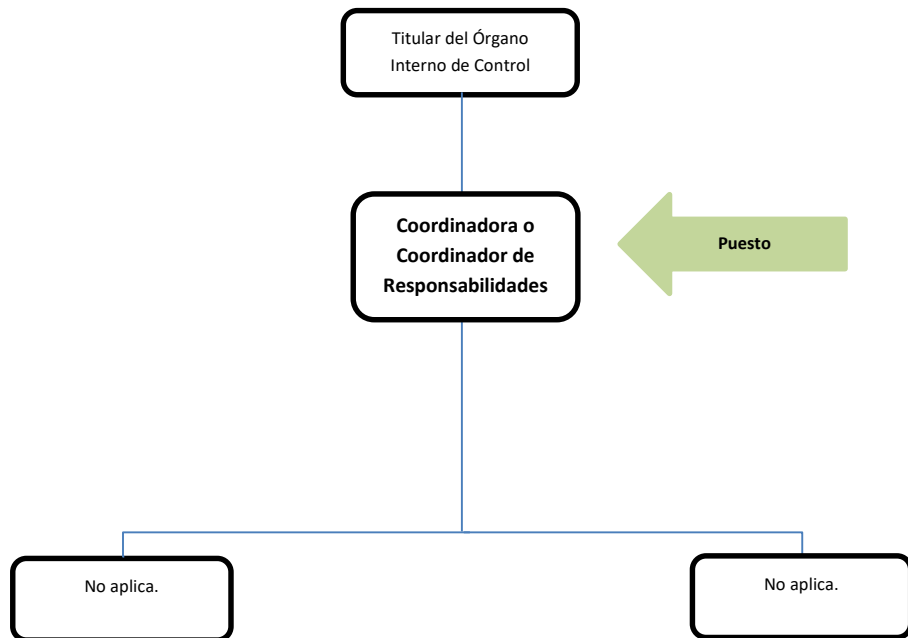 Titular del Órgano
Interno de Control
Coordinadora o
Coordinador de
Responsabilidades
Puesto
No aplica.
No aplica.